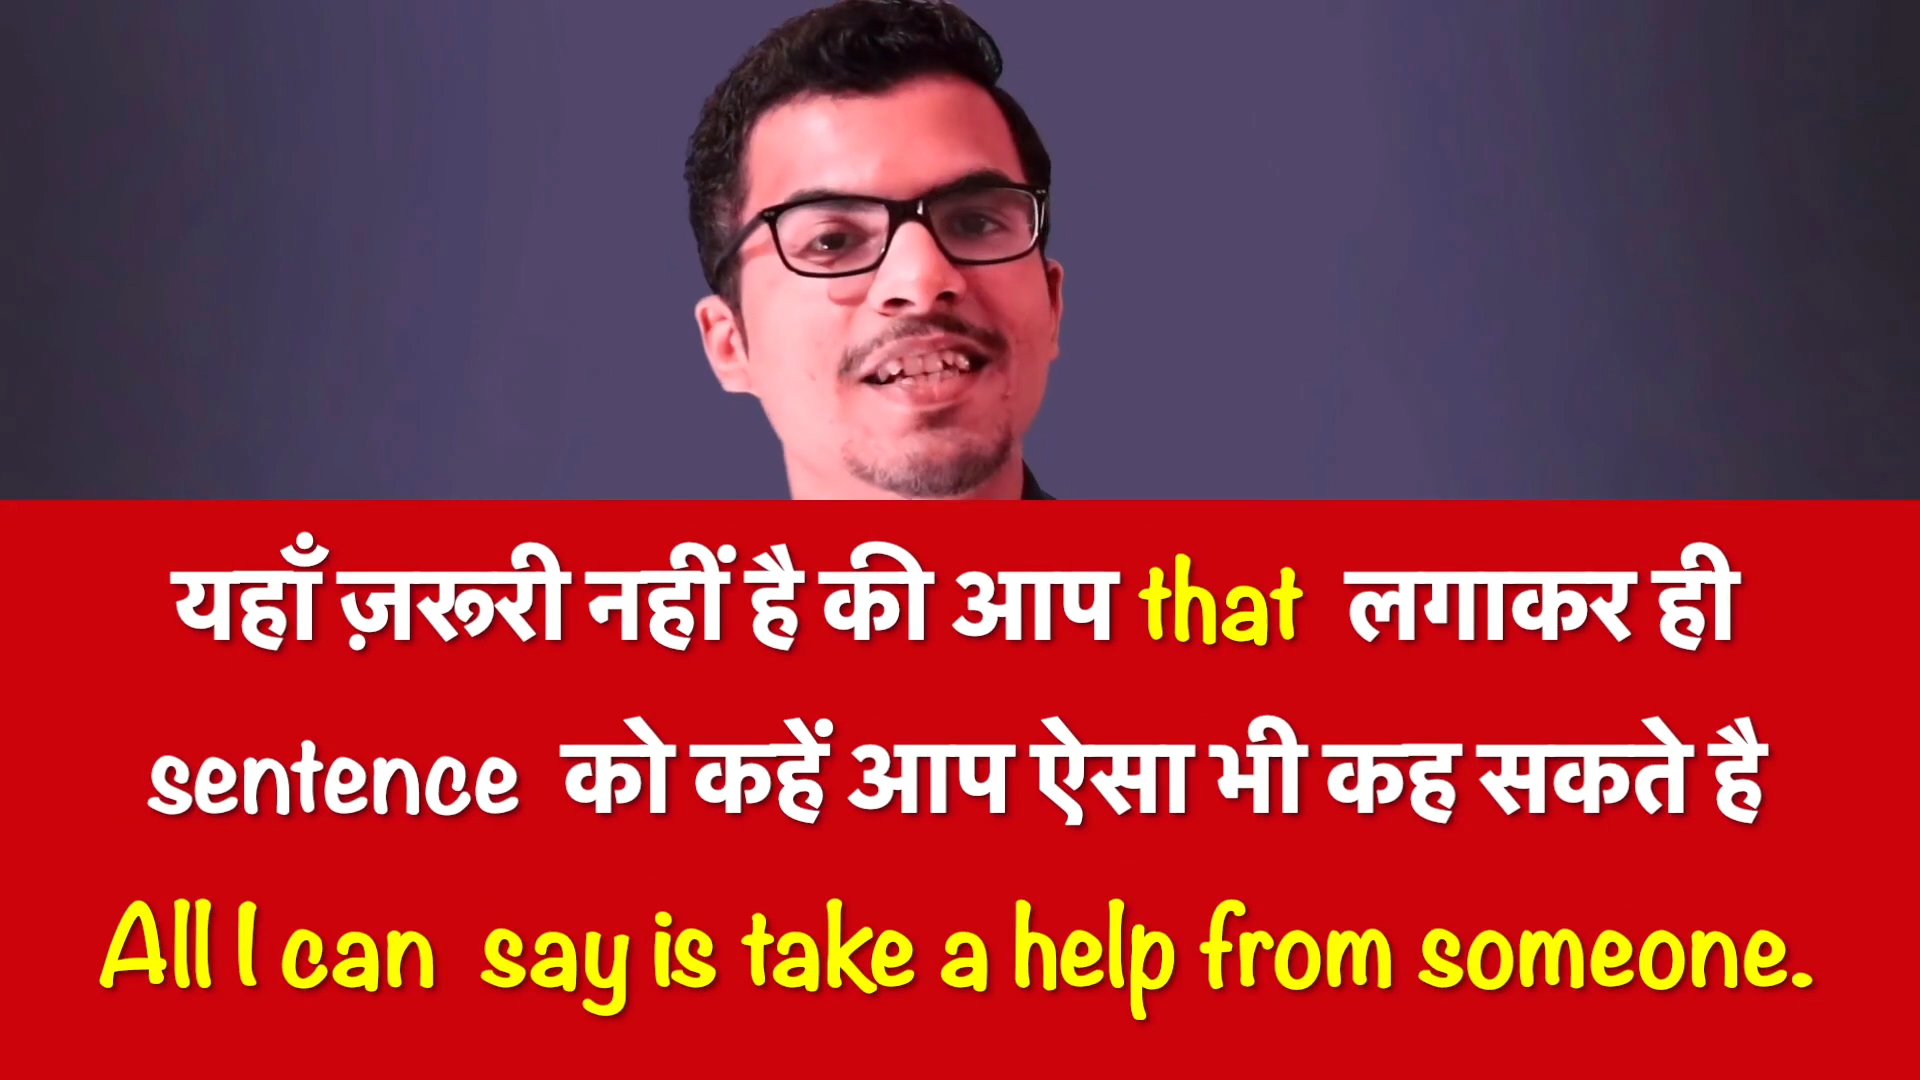 यहाँ ज़रूरी नहीं है की आप that लगाकर ही
sentence को कहें आप ऐसा भी कह सकते है
All I can say is take a help from someone.